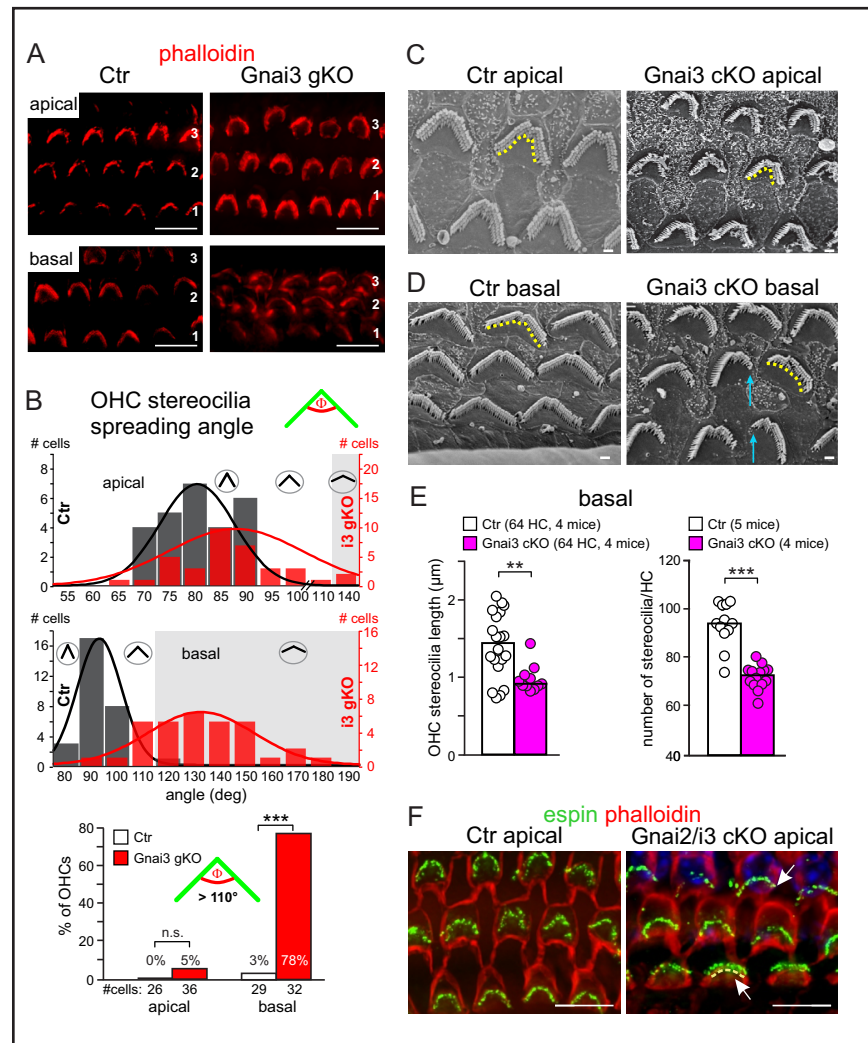 A
phalloidin
Ctr
Gnai3 gKO
apical
3
2
1
3
2
1
basal
3
2
1
3
2
1
B
OHC stereocilia
spreading angle
Φ
# cells
# cells
8
6
4
2
0
Ctr
apical
20
15
10
5
0
i3 gKO
55 60 65 70 75 80 85 90 95 100 110 140
# cells
# cells
16
12
8
4
0
Ctr
basal
16
12
8
4
0
i3 gKO
80 90 100 110 120 130 140 150 160 170 180 190
angle (deg)
% of OHCs
80
60
40
20
0
Ctr
Gnai3 gKO
Φ
> 110°
n.s.
***
0%
5%
3%
78%
#cells: 26 36 29 32
apical
basal
C
Ctr apical
Gnai3 cKO apical
D
Ctr basal
Gnai3 cKO basal
E
basal
Ctr (64 HC, 4 mice)
Gnai3 cKO (64 HC, 4 mice)
OHC stereocilia length (μm)
2
1
0
**
Ctr (5 mice)
Gnai3 cKO (4 mice)
number of stereocilia/HC
120
100
80
60
40
***
F
espin phalloidin
Ctr apical
Gnai2/i3 cKO apical